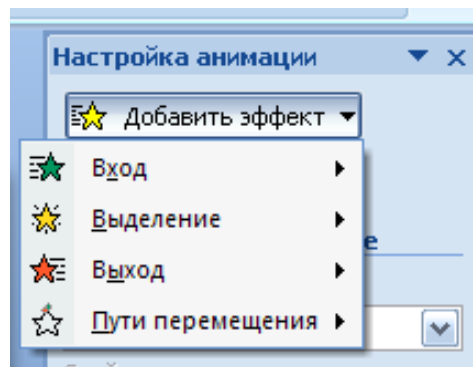 Настройка анимации
Добавить эффект
Вход
Выделение
е
Выход
Пути перемещения